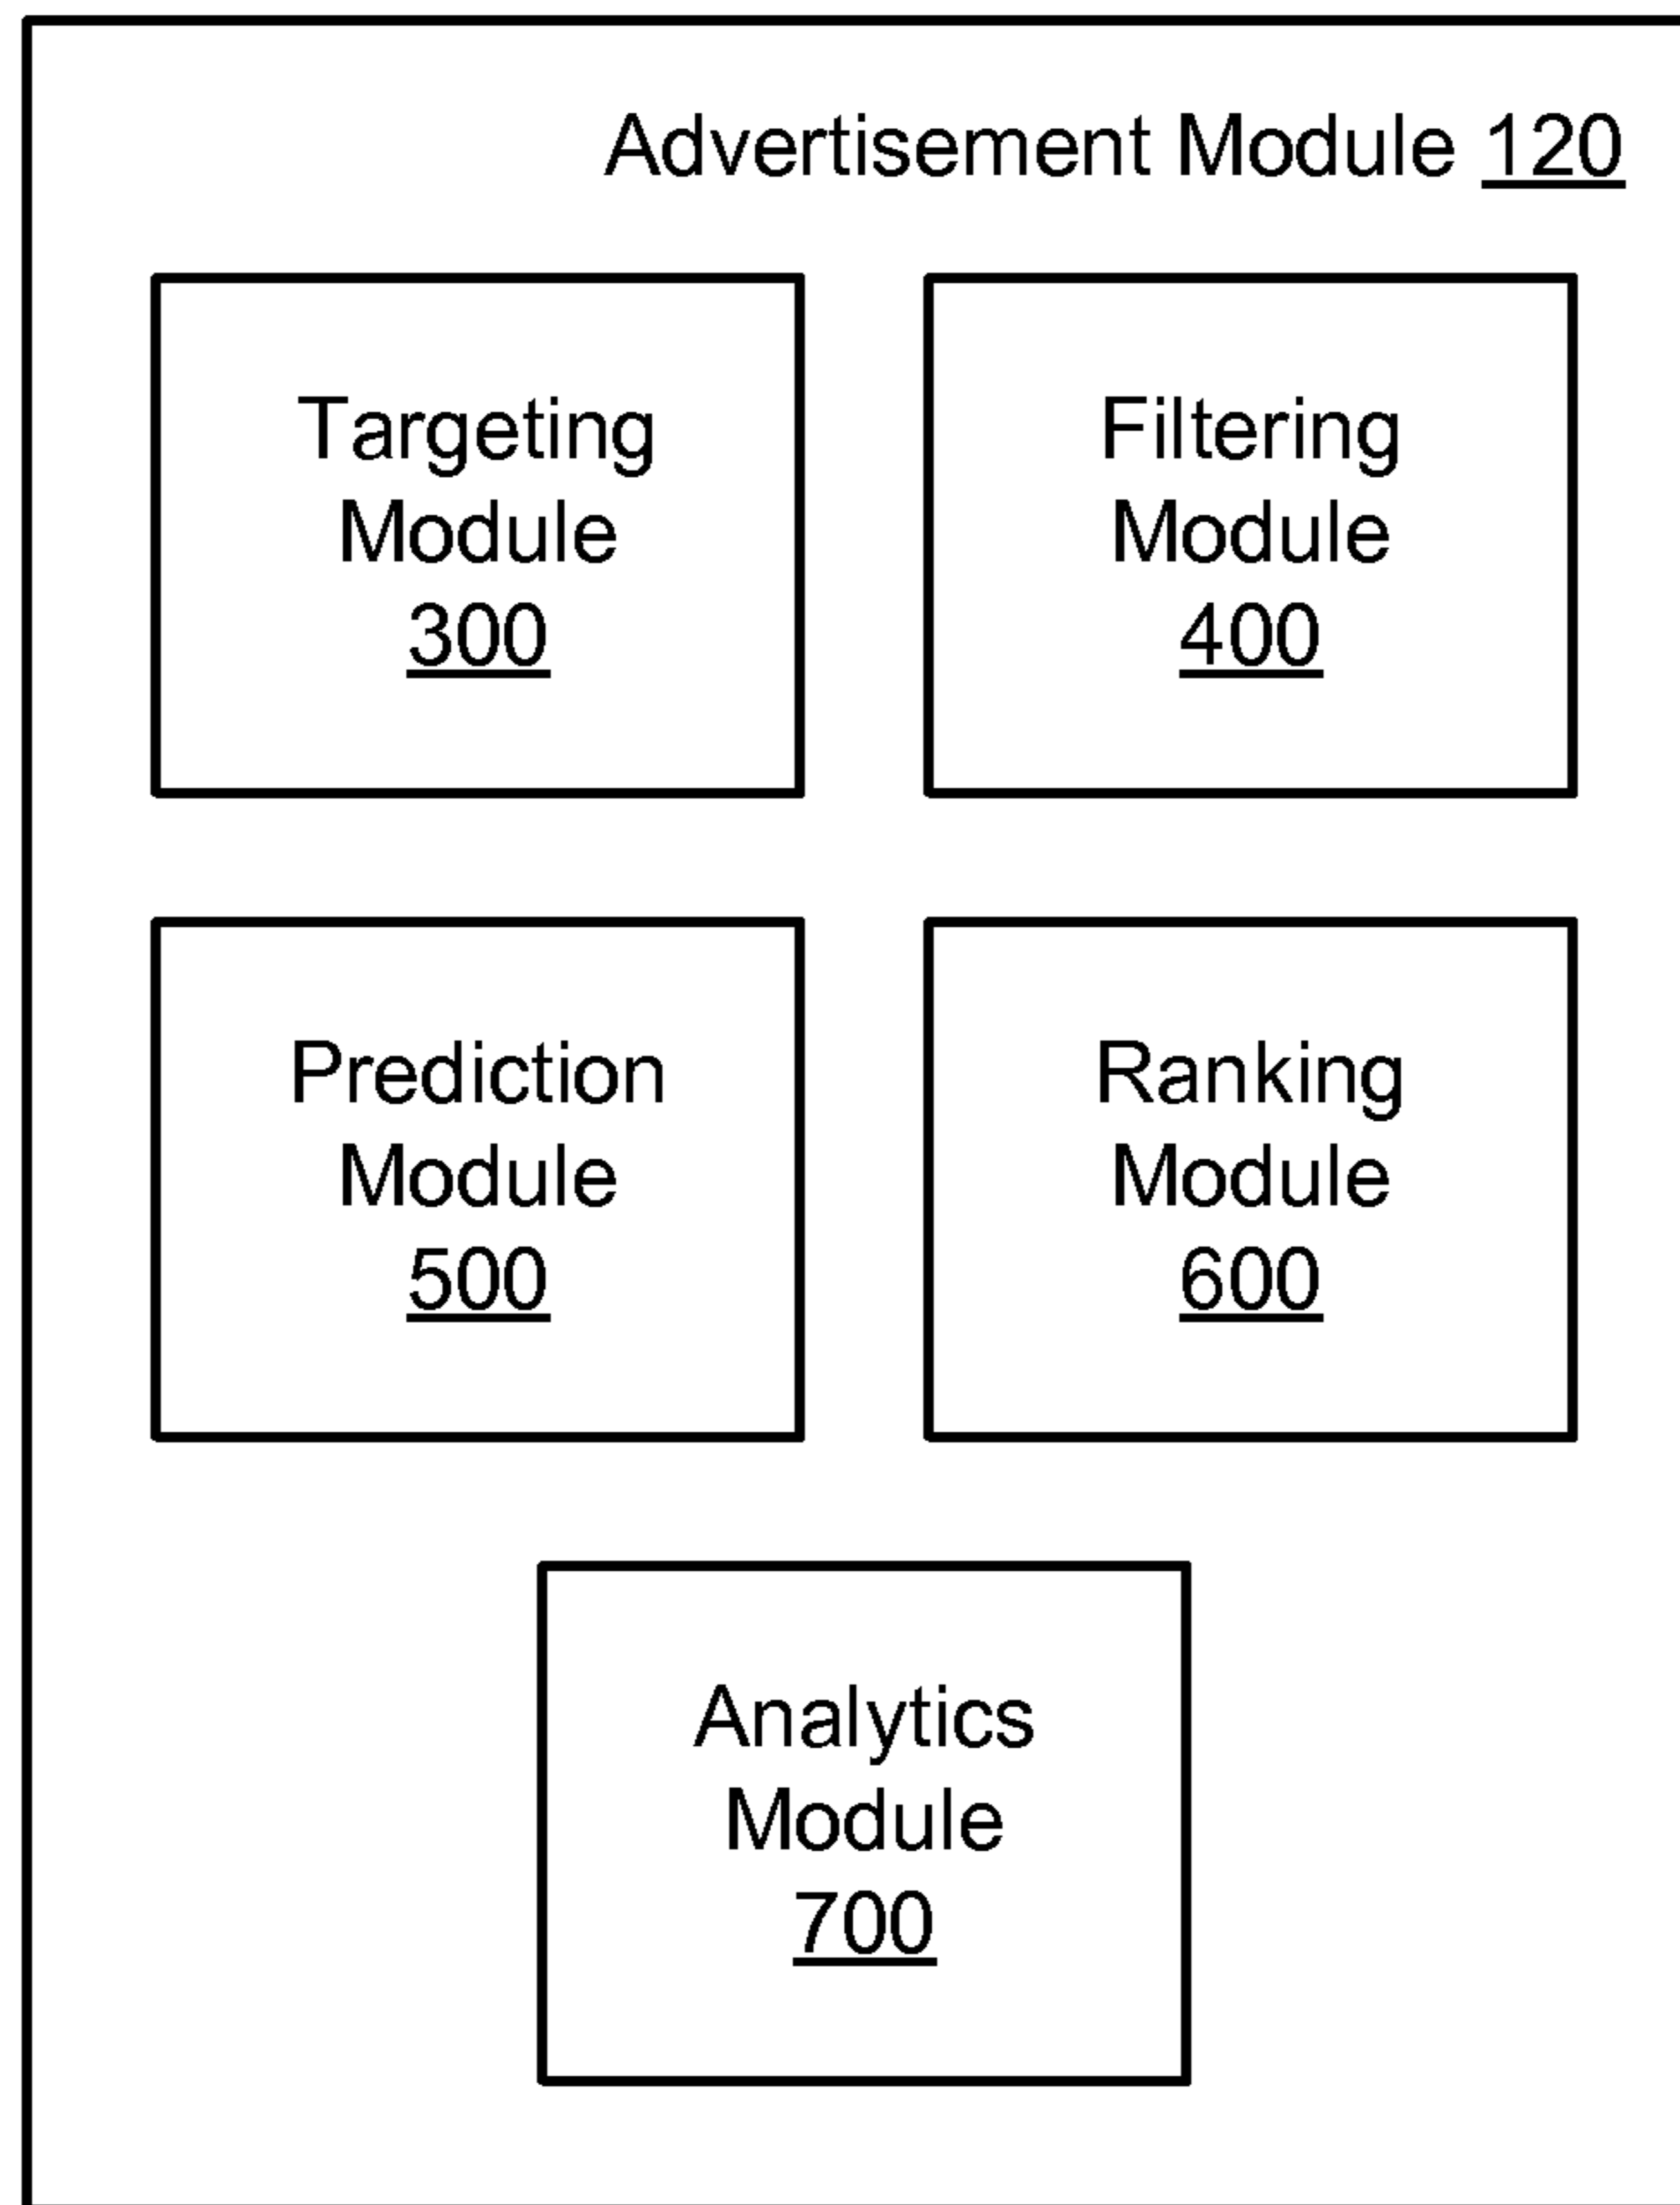 Advertisement Module 120
Targeting
Module
300
Filtering
Module
400
Prediction
Module
500
Ranking
Module
600
Analytics
Module
700